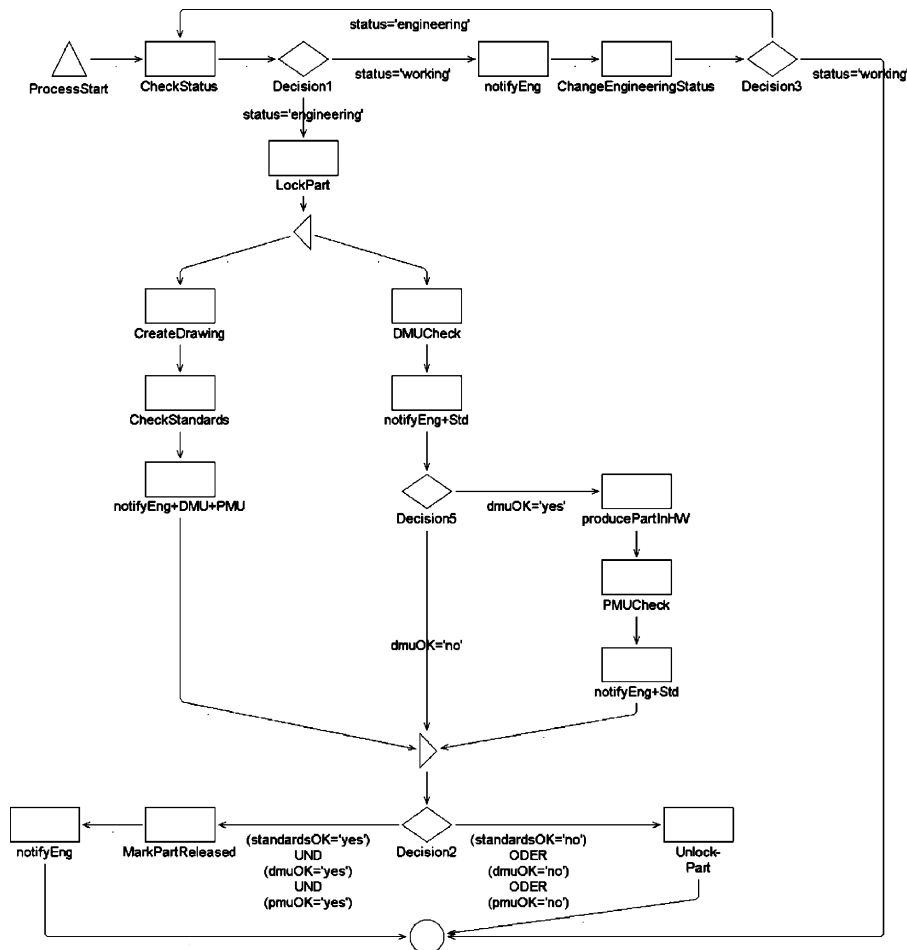 status='engineering'
ProcessStart
CheckStatus
Decision1
status='working'
notifyEng
ChangeEngineeringStatus
Decision3
status='working'
status='engineering'
LockPart
CreateDrawing
DMUCheck
CheckStandards
notifyEng+Std
notifyEng+DMU+PMU
Decision5
dmuOK='yes'
producePartInHW
PMUCheck
dmuOK='no'
notifyEng+Std
notifyEng
MarkPartReleased
(standardsOK='yes')
UND
(dmuOK='yes')
UND
(pmuOK='yes')
Decision2
(standardsOK='no')
ODER
(dmuOK='no')
ODER
(pmuOK='no')
Unlock-
Part